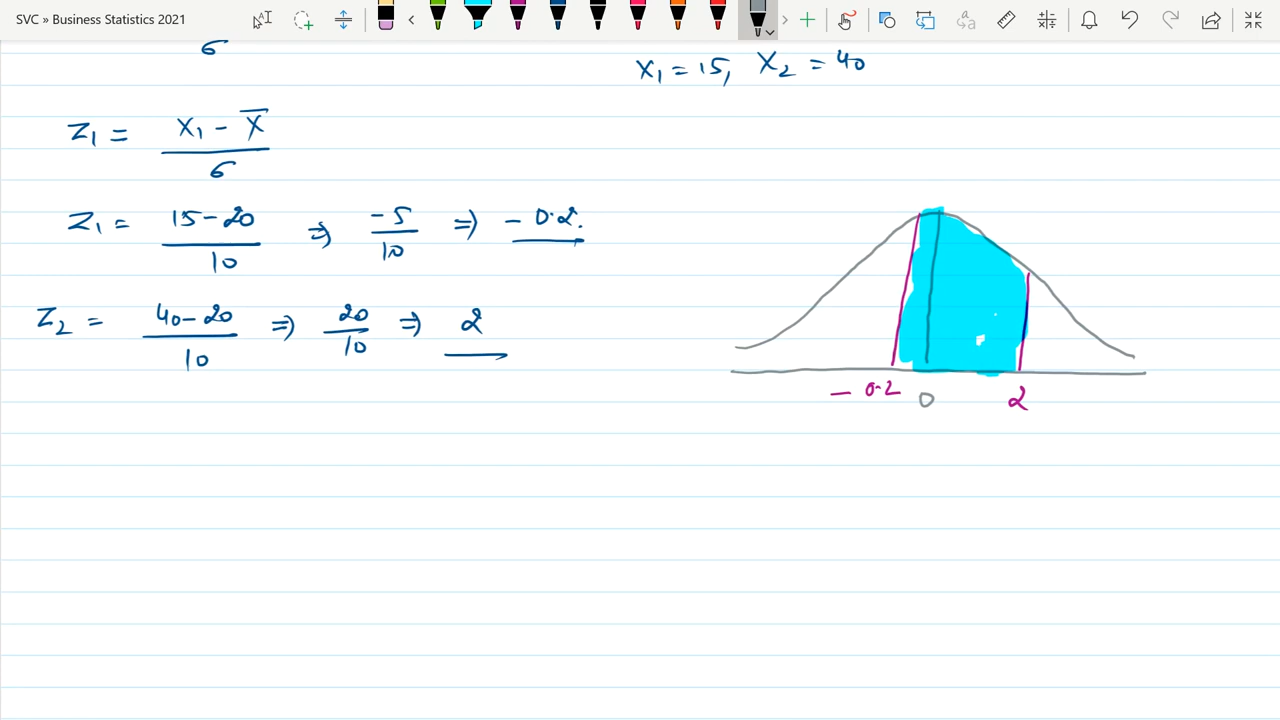 SVC » Business Statistics 2021
σ
X₁ = 15, X₂ = 40
Z₁ = X₁ - X̅ / σ
Z₁ = 15-20 / 10 ⇒ -5 / 10 ⇒ - 0.2.
Z₂ = 40-20 / 10 ⇒ 20 / 10 ⇒ 2
- 0.2 0 2